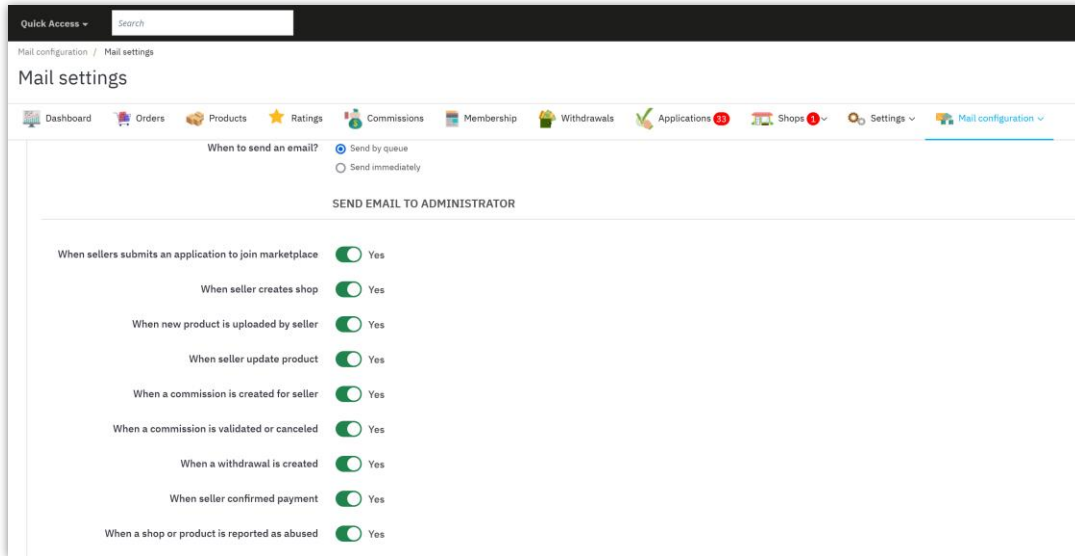 Quick Access
Search
Mail configuration / Mail settings
Mail settings
Dashboard Orders Products Ratings Commissions Membership Withdrawals Applications 33 Shops 1 Settings Mail configuration
When to send an email? Send by queue
Send immediately
SEND EMAIL TO ADMINISTRATOR
When sellers submits an application to join marketplace Yes
When seller creates shop Yes
When new product is uploaded by seller Yes
When seller update product Yes
When a commission is created for seller Yes
When a commission is validated or canceled Yes
When a withdrawal is created Yes
When seller confirmed payment Yes
When a shop or product is reported as abused Yes